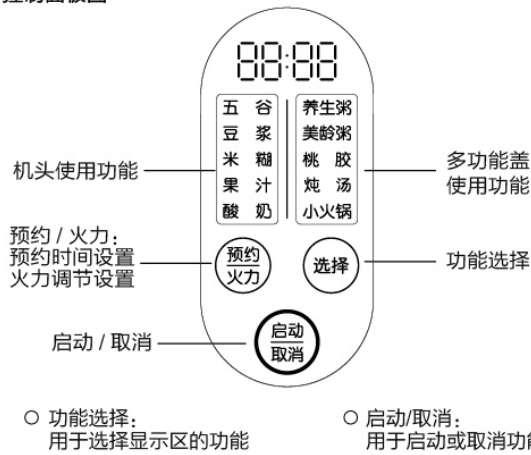 88:88
五谷
养生粥
豆浆
美龄粥
米糊
桃胶
果汁
炖汤
酸奶
小火锅
机头使用功能
多功能盖
使用功能
预约 / 火力：
预约时间设置
火力调节设置
预约
火力
选择
功能选择
启动 / 取消
启动
取消
○ 功能选择：
用于选择显示区的功能
○ 启动/取消：
用于启动或取消功能